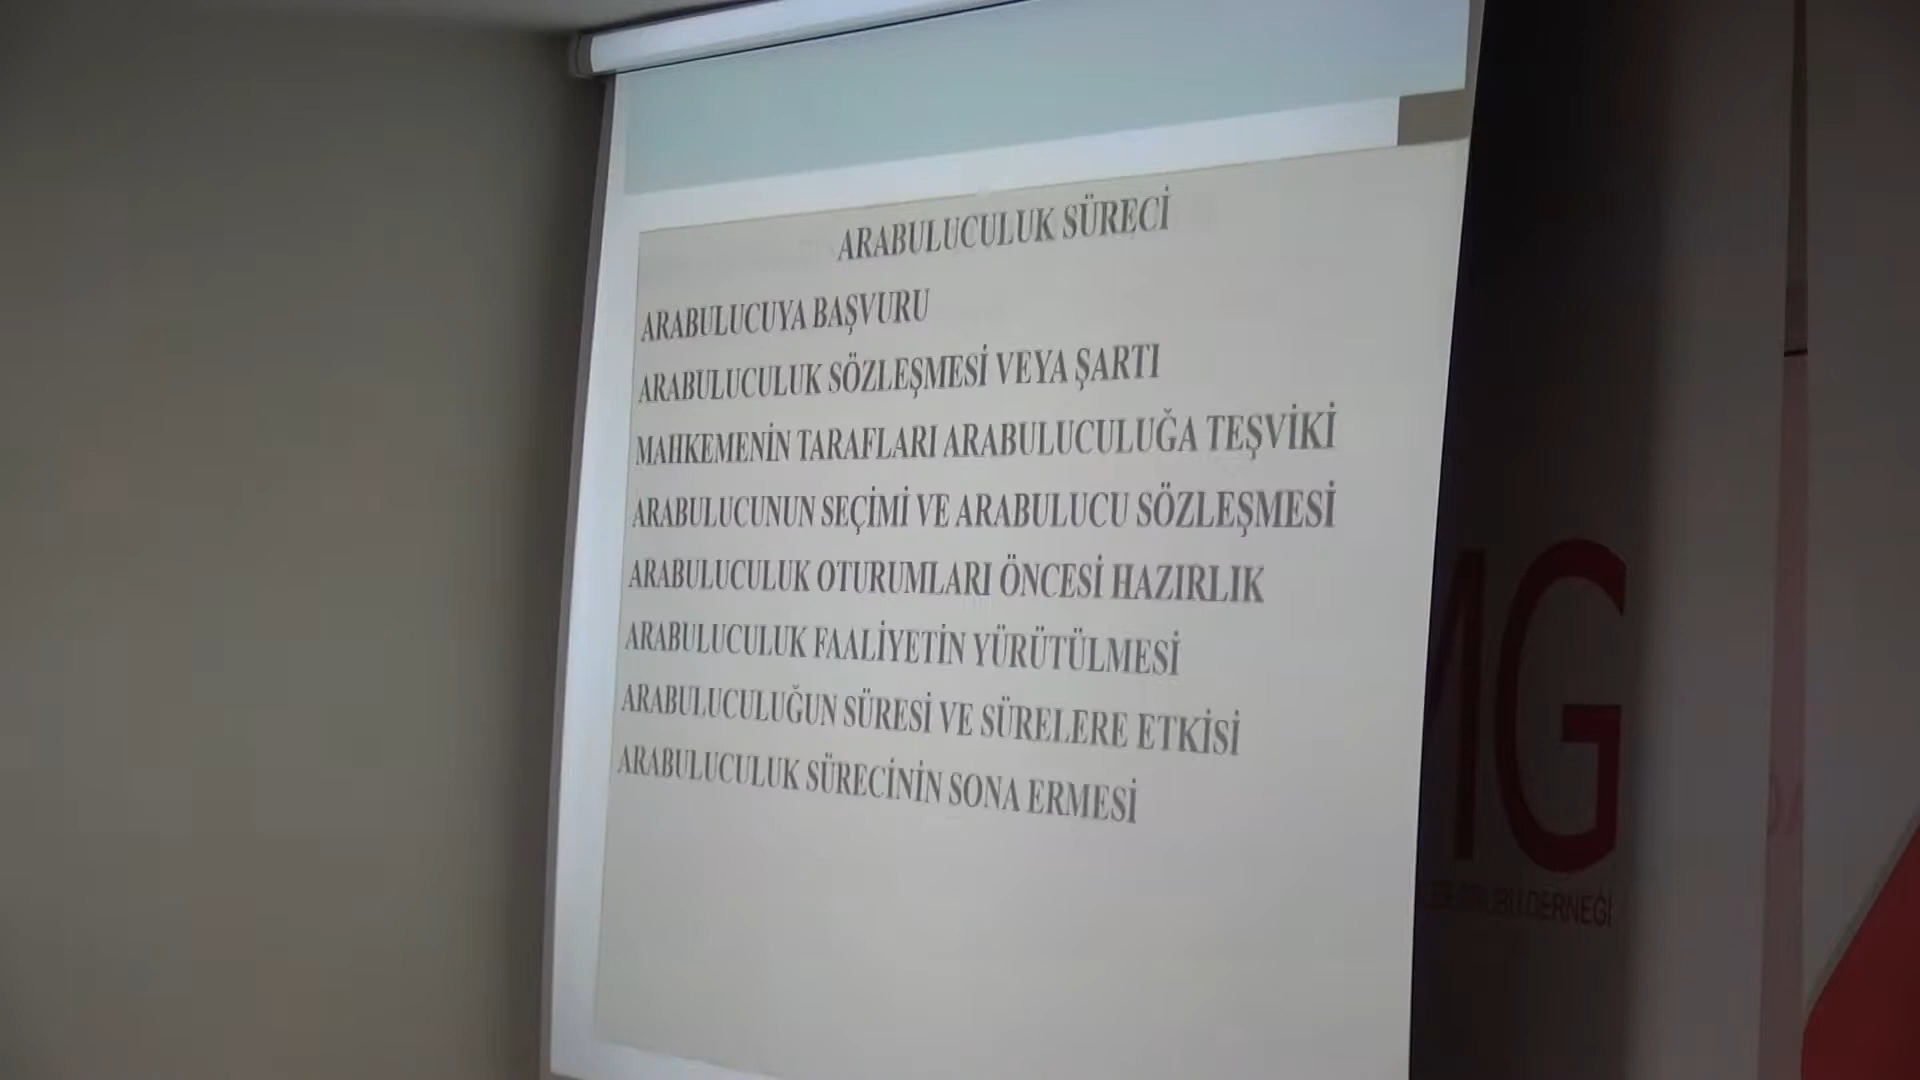 ARABULUCULUK SÜRECİ
ARABULUCUYA BAŞVURU
ARABULUCULUK SÖZLEŞMESİ VEYA ŞARTI
MAHKEMENİN TARAFLARI ARABULUCULUĞA TEŞVİKİ
ARABULUCUNUN SEÇİMİ VE ARABULUCU SÖZLEŞMESİ
ARABULUCULUK OTURUMLARI ÖNCESİ HAZIRLIK
ARABULUCULUK FAALİYETİN YÜRÜTÜLMESİ
ARABULUCULUĞUN SÜRESİ VE SÜRELERE ETKİSİ
ARABULUCULUK SÜRECİNİN SONA ERMESİ
MG
DERNEĞİ